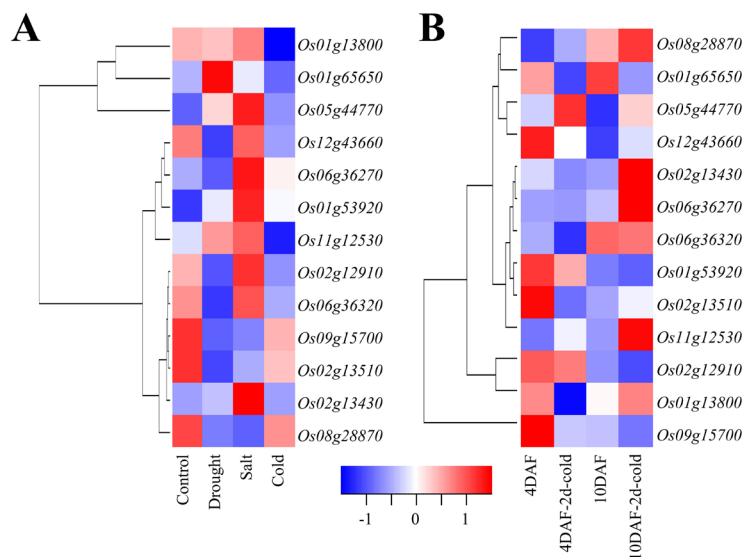 A
Os01g13800
Os01g65650
Os05g44770
Os12g43660
Os06g36270
Os01g53920
Os11g12530
Os02g12910
Os06g36320
Os09g15700
Os02g13510
Os02g13430
Os08g28870
Control
Drought
Salt
Cold
B
Os08g28870
Os01g65650
Os05g44770
Os12g43660
Os02g13430
Os06g36270
Os06g36320
Os01g53920
Os02g13510
Os11g12530
Os02g12910
Os01g13800
Os09g15700
4DAF
4DAF-2d-cold
10DAF
10DAF-2d-cold
-1 0 1